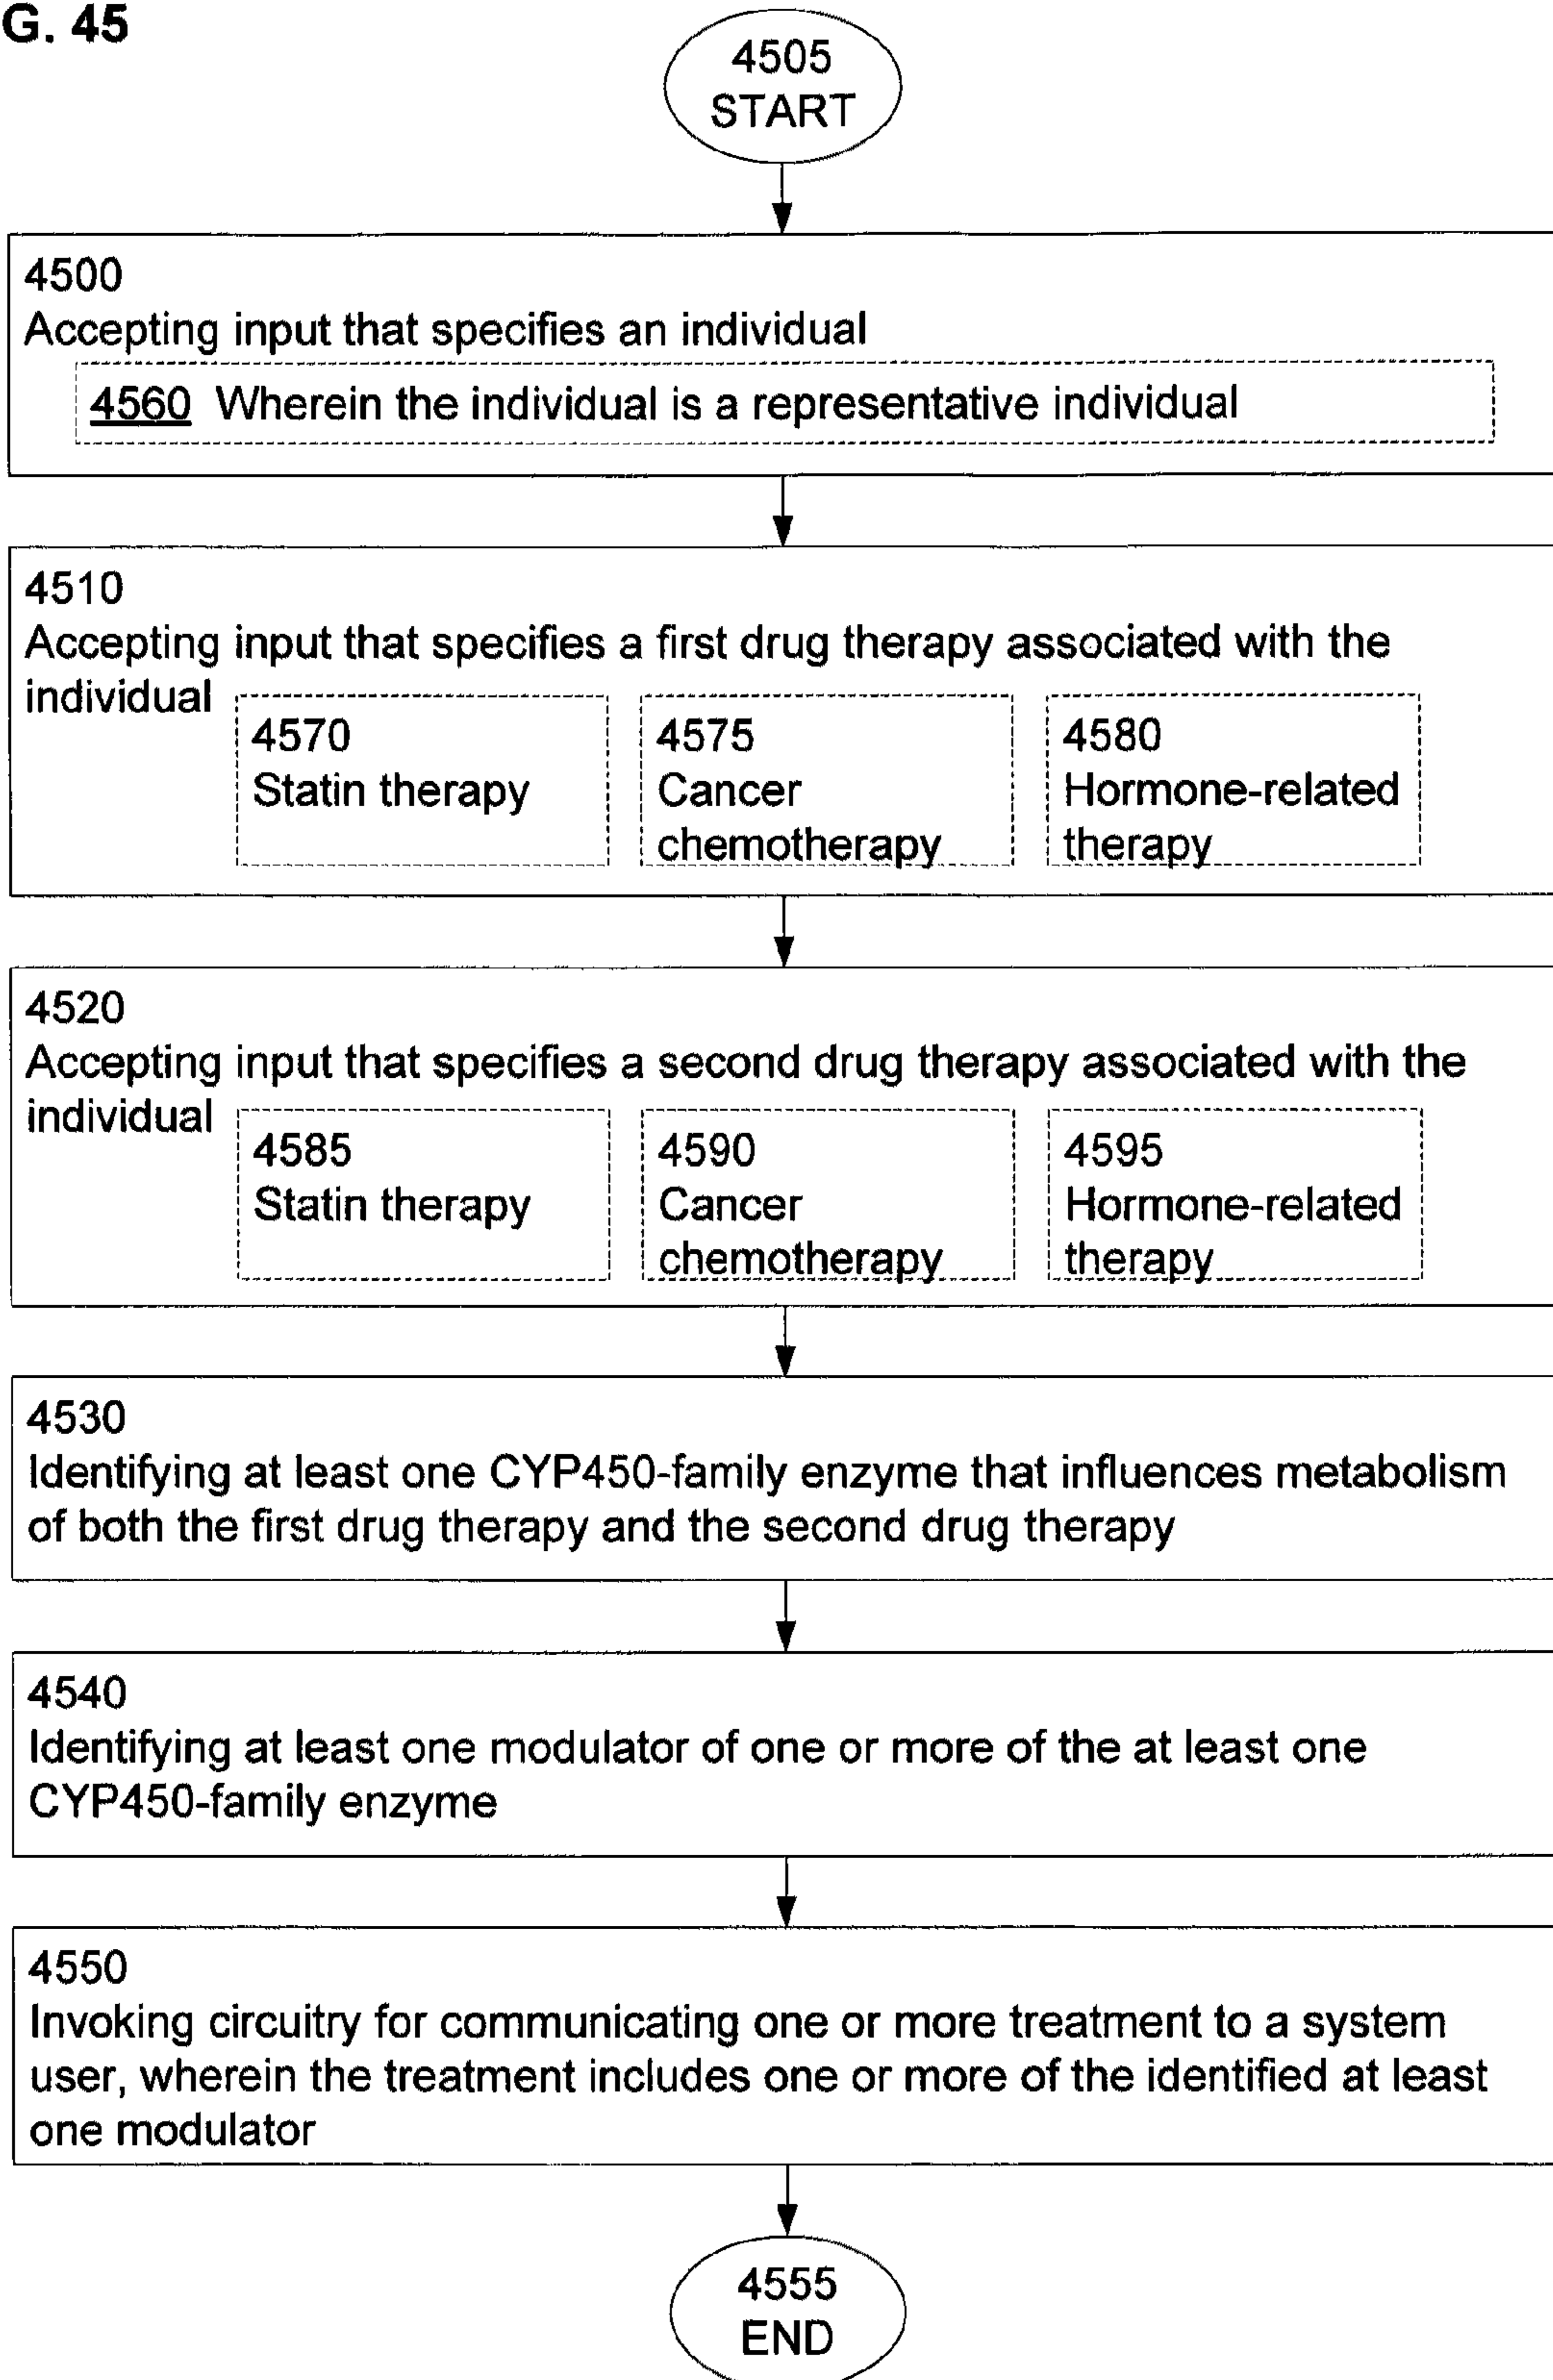 G. 45
4505
START
4500
Accepting input that specifies an individual
4560 Wherein the individual is a representative individual
4510
Accepting input that specifies a first drug therapy associated with the
individual
4570
Statin therapy
4575
Cancer
chemotherapy
4580
Hormone-related
therapy
4520
Accepting input that specifies a second drug therapy associated with the
individual
4585
Statin therapy
4590
Cancer
chemotherapy
4595
Hormone-related
therapy
4530
Identifying at least one CYP450-family enzyme that influences metabolism
of both the first drug therapy and the second drug therapy
4540
Identifying at least one modulator of one or more of the at least one
CYP450-family enzyme
4550
Invoking circuitry for communicating one or more treatment to a system
user, wherein the treatment includes one or more of the identified at least
one modulator
4555
END